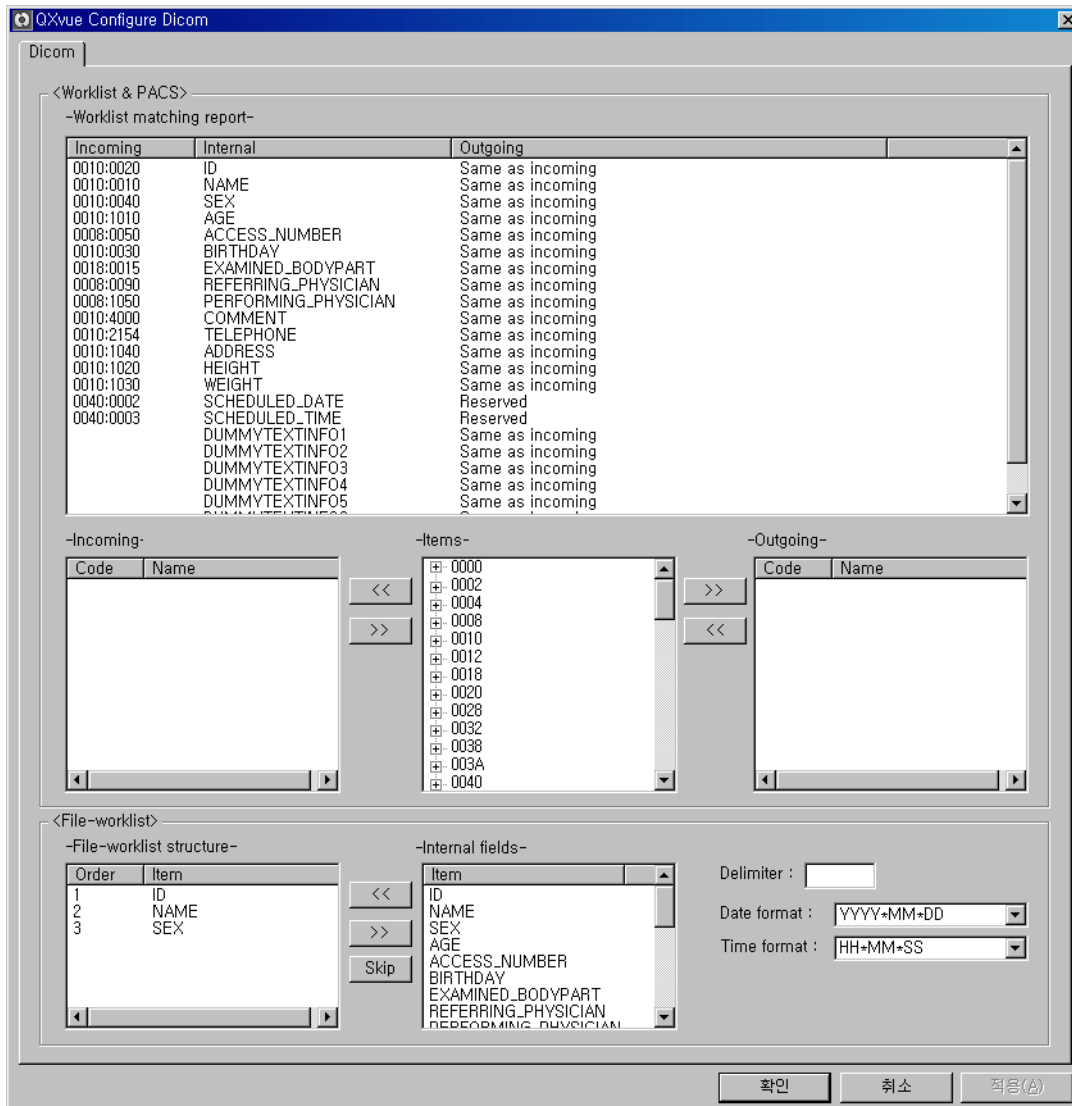 QXvue Configure Dicom
Dicom
<Worklist & PACS>
-Worklist matching report-
Incoming Internal Outgoing
0010:0020 ID Same as incoming
0010:0010 NAME Same as incoming
0010:0040 SEX Same as incoming
0010:1010 AGE Same as incoming
0008:0050 ACCESS_NUMBER Same as incoming
0010:0030 BIRTHDAY Same as incoming
0018:0015 EXAMINED_BODYPART Same as incoming
0008:0090 REFERRING_PHYSICIAN Same as incoming
0008:1050 PERFORMING_PHYSICIAN Same as incoming
0010:4000 COMMENT Same as incoming
0010:2154 TELEPHONE Same as incoming
0010:1040 ADDRESS Same as incoming
0010:1020 HEIGHT Same as incoming
0010:1030 WEIGHT Same as incoming
0040:0002 SCHEDULED_DATE Reserved
0040:0003 SCHEDULED_TIME Reserved
DUMMYTEXTINFO1 Same as incoming
DUMMYTEXTINFO2 Same as incoming
DUMMYTEXTINFO3 Same as incoming
DUMMYTEXTINFO4 Same as incoming
DUMMYTEXTINFO5 Same as incoming
-Incoming- -Items- -Outgoing-
Code Name
<<
>>
0000
0002
0004
0008
0010
0012
0018
0020
0028
0032
0038
003A
0040
>>
<<
Code Name
<File-worklist>
-File-worklist structure- -Internal fields-
Order Item
1 ID
2 NAME
3 SEX
<<
>>
Skip
Item
ID
NAME
SEX
AGE
ACCESS_NUMBER
BIRTHDAY
EXAMINED_BODYPART
REFERRING_PHYSICIAN
PERFORMING_PHYSICIAN
Delimiter :
Date format : YYYY*MM*DD
Time format : HH*MM*SS
확인 취소 적용(A)